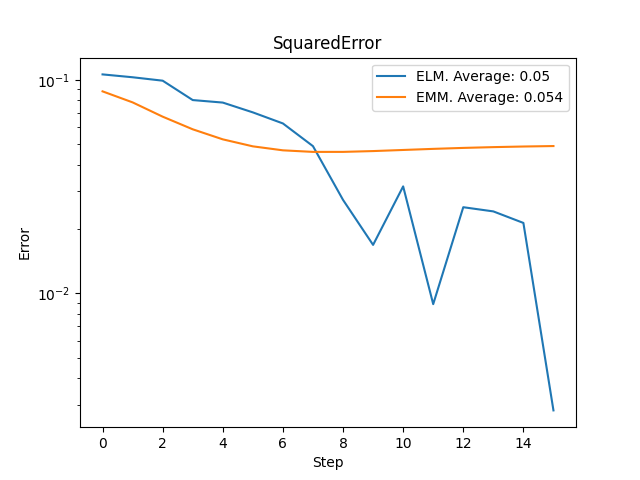 SquaredError
ELM. Average: 0.05
EMM. Average: 0.054
10⁻¹
10⁻²
Error
0 2 4 6 8 10 12 14
Step